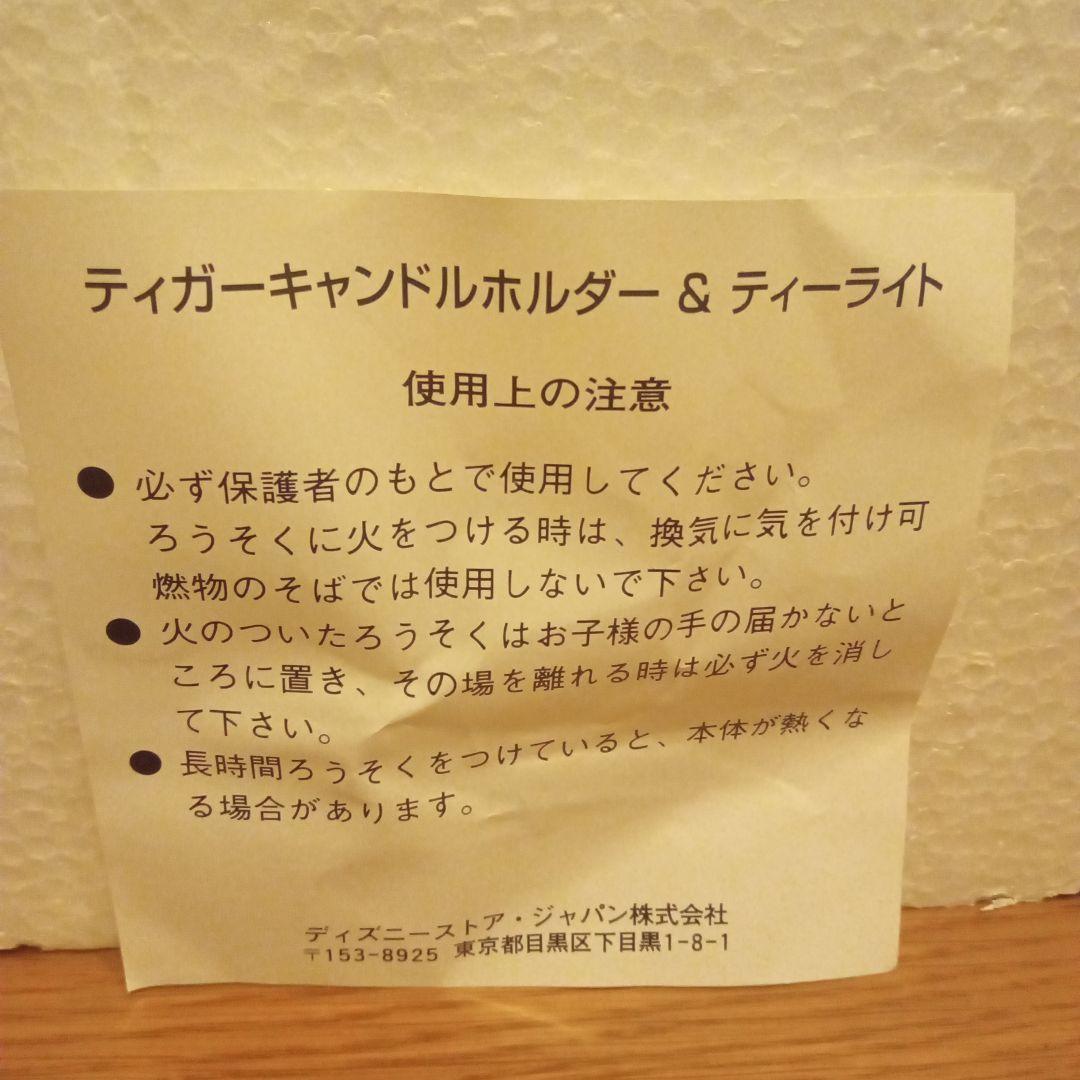 ティガーキャンドルホルダー & ティーライト
使用上の注意
● 必ず保護者のもとで使用してください。
ろうそくに火をつける時は、換気に気を付け可
燃物のそばでは使用しないで下さい。
● 火のついたろうそくはお子様の手の届かないと
ころに置き、その場を離れる時は必ず火を消し
て下さい。
● 長時間ろうそくをつけていると、本体が熱くな
る場合があります。
ディズニーストア・ジャパン株式会社
〒153-8925 東京都目黒区下目黒1-8-1